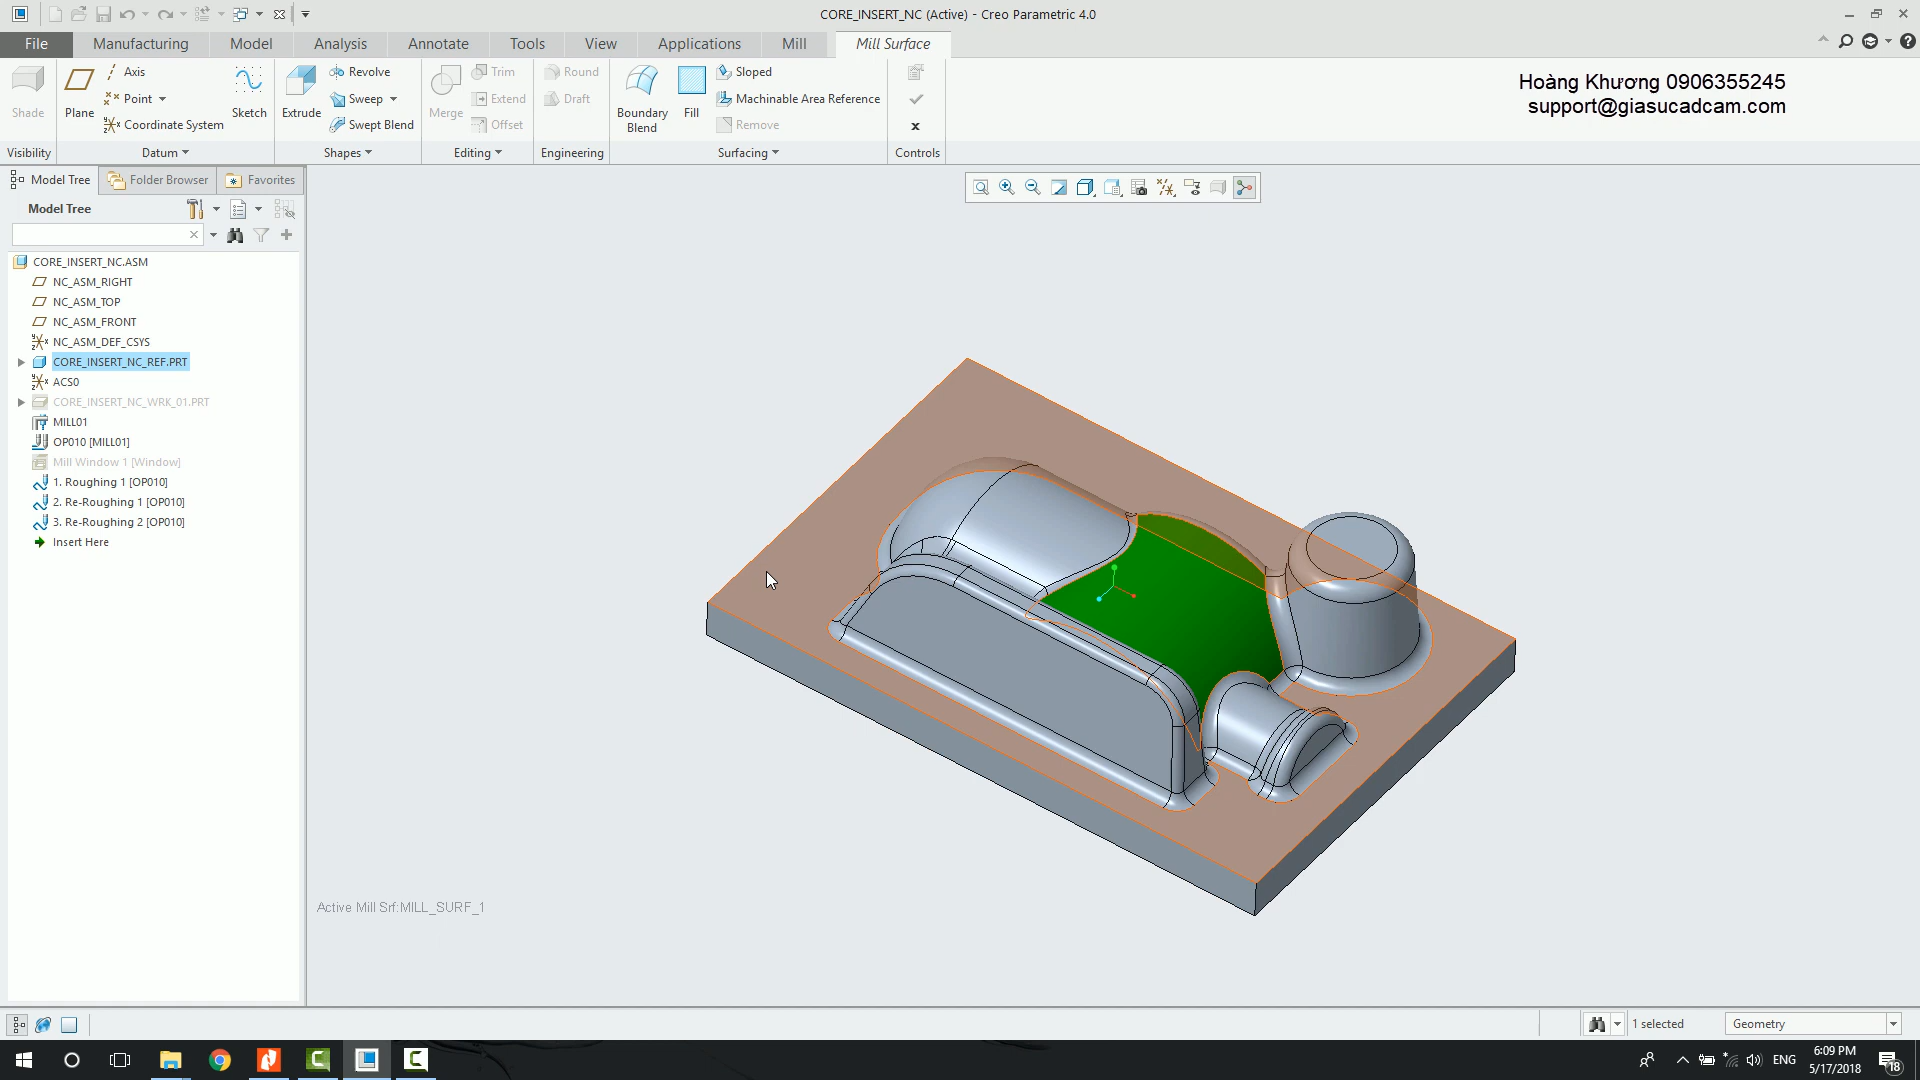 CORE_INSERT_NC (Active) - Creo Parametric 4.0
File
Manufacturing
Model
Analysis
Annotate
Tools
View
Applications
Mill
Mill Surface
Shade
Plane
Axis
Point
Coordinate System
Sketch
Extrude
Revolve
Sweep
Swept Blend
Merge
Trim
Extend
Offset
Round
Draft
Boundary
Blend
Fill
Sloped
Machinable Area Reference
Remove
x
Visibility
Datum
Shapes
Editing
Engineering
Surfacing
Controls
Hoàng Khương 0906355245
support@giasucadcam.com
Model Tree
Folder Browser
Favorites
Model Tree
CORE_INSERT_NC.ASM
NC_ASM_RIGHT
NC_ASM_TOP
NC_ASM_FRONT
NC_ASM_DEF_CSYS
CORE_INSERT_NC_REF.PRT
ACS0
CORE_INSERT_NC_WRK_01.PRT
MILL01
OP010 [MILL01]
Mill Window 1 [Window]
1. Roughing 1 [OP010]
2. Re-Roughing 1 [OP010]
3. Re-Roughing 2 [OP010]
Insert Here
Active Mill Srf:MILL_SURF_1
1 selected
Geometry
ENG
6:09 PM
5/17/2018
18